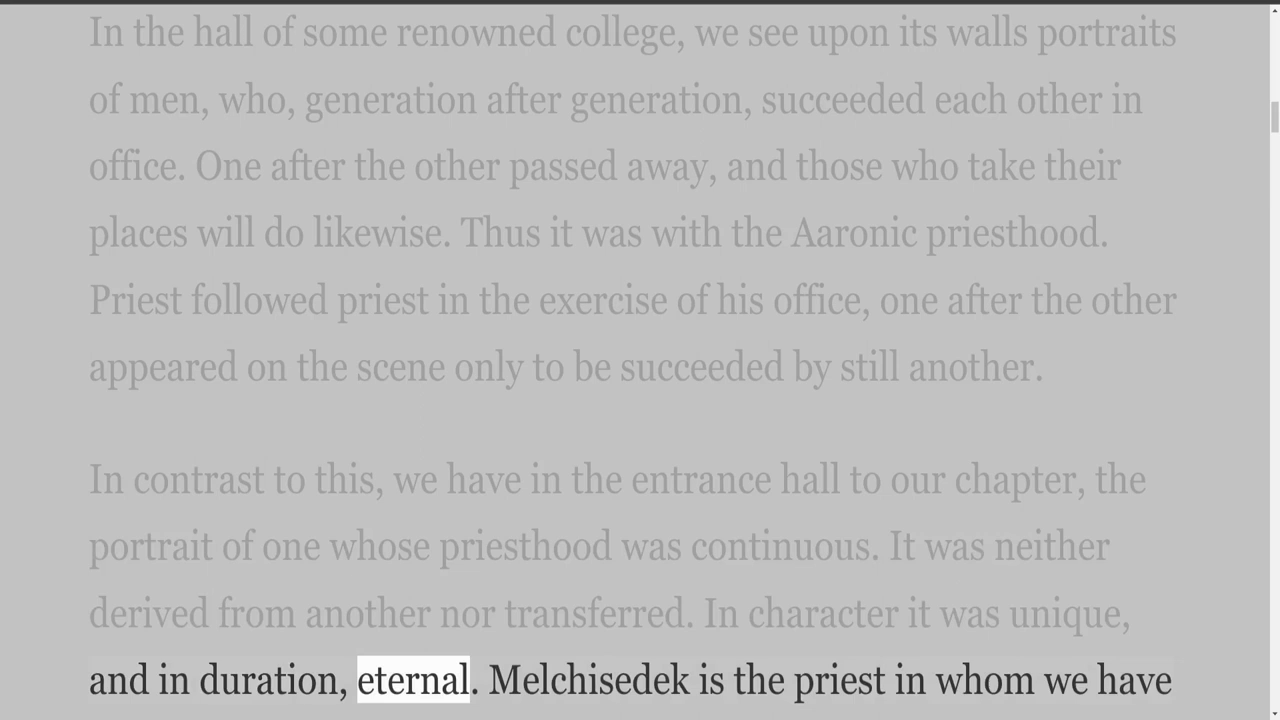 In the hall of some renowned college, we see upon its walls portraits
of men, who, generation after generation, succeeded each other in
office. One after the other passed away, and those who take their
places will do likewise. Thus it was with the Aaronic priesthood.
Priest followed priest in the exercise of his office, one after the other
appeared on the scene only to be succeeded by still another.
In contrast to this, we have in the entrance hall to our chapter, the
portrait of one whose priesthood was continuous. It was neither
derived from another nor transferred. In character it was unique,
and in duration, eternal. Melchisedek is the priest in whom we have